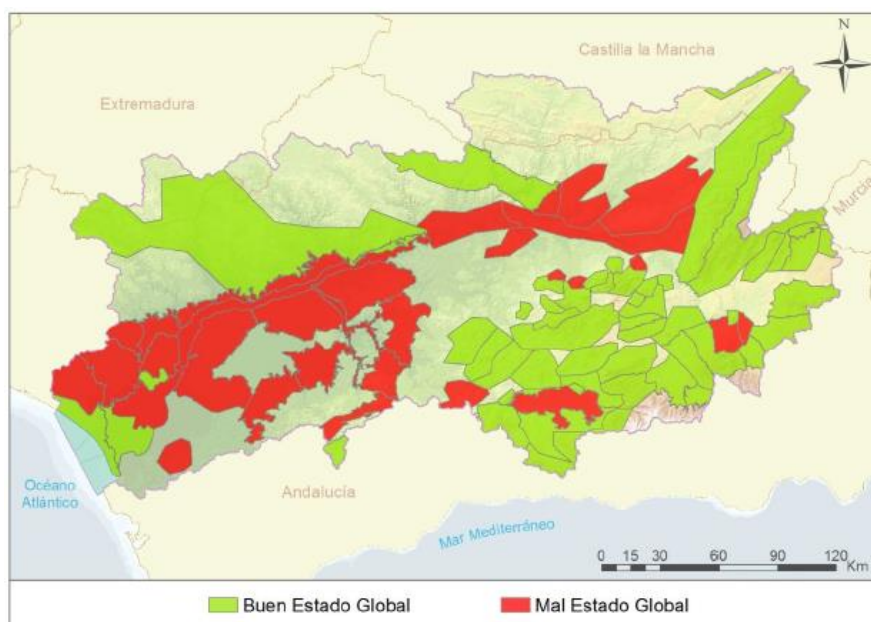 N
Castilla la Mancha
Extremadura
Murcia
Océano
Atlántico
Andalucía
Mar Mediterráneo
0 15 30 60 90 120
Km
Buen Estado Global
Mal Estado Global